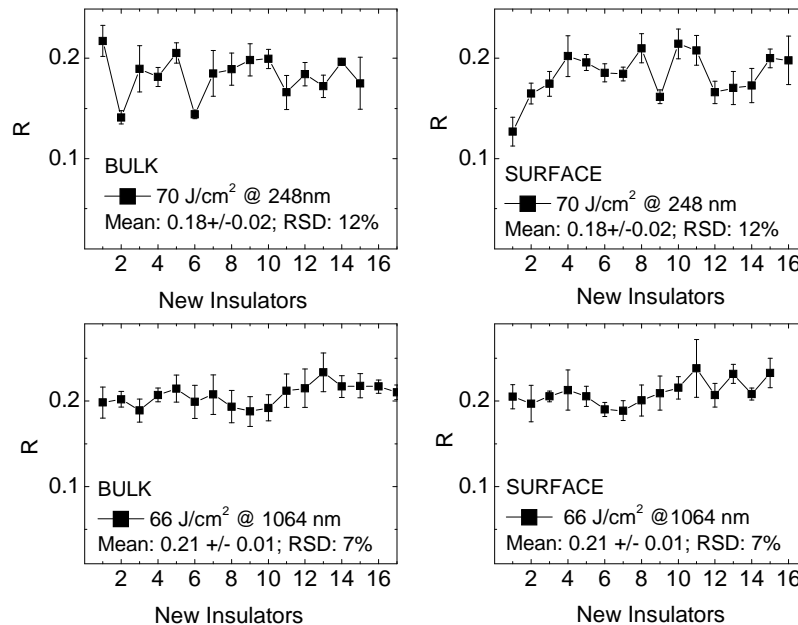 0.2
0.1
R
BULK
70 J/cm² @ 248nm
Mean: 0.18+/-0.02; RSD: 12%
2 4 6 8 10 12 14 16
New Insulators
0.2
0.1
R
SURFACE
70 J/cm² @ 248 nm
Mean: 0.18+/-0.02; RSD: 12%
2 4 6 8 10 12 14 16
New Insulators
0.2
0.1
R
BULK
66 J/cm² @ 1064 nm
Mean: 0.21 +/- 0.01; RSD: 7%
2 4 6 8 10 12 14 16
New Insulators
0.2
0.1
R
SURFACE
66 J/cm² @1064 nm
Mean: 0.21 +/- 0.01; RSD: 7%
2 4 6 8 10 12 14 16
New Insulators